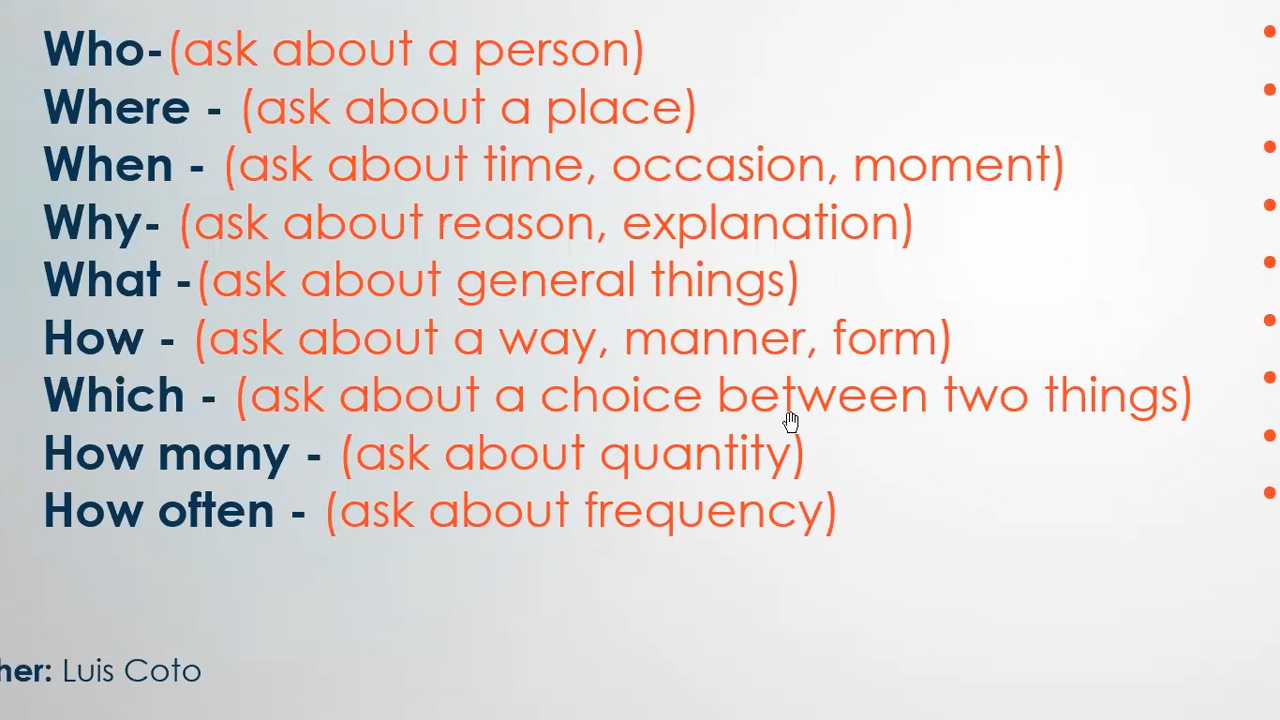 Who-(ask about a person)
Where - (ask about a place)
When - (ask about time, occasion, moment)
Why- (ask about reason, explanation)
What -(ask about general things)
How - (ask about a way, manner, form)
Which - (ask about a choice between two things)
How many - (ask about quantity)
How often - (ask about frequency)
her: Luis Coto